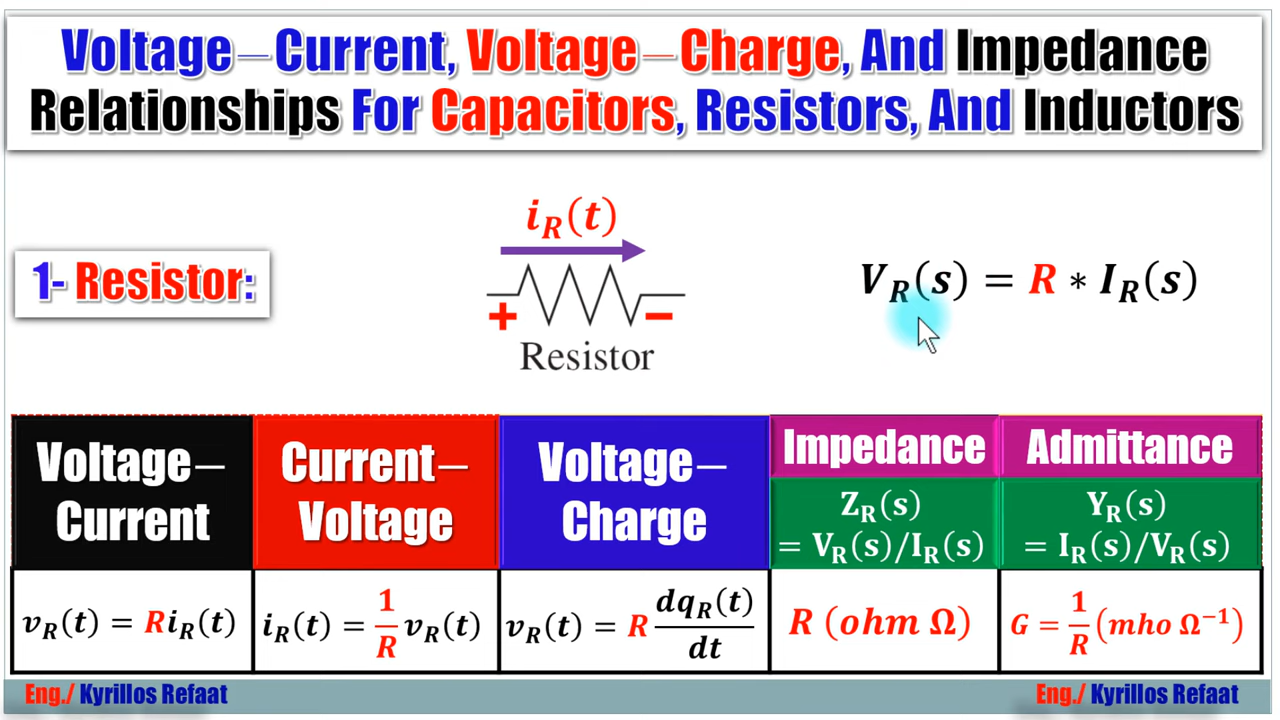 Voltage–Current, Voltage–Charge, And Impedance
Relationships For Capacitors, Resistors, And Inductors
1- Resistor:
i_R(t)
+ −
Resistor
V_R(s) = R * I_R(s)
Voltage–
Current
Current–
Voltage
Voltage–
Charge
Impedance
Z_R(s)
= V_R(s)/I_R(s)
Admittance
Y_R(s)
= I_R(s)/V_R(s)
v_R(t) = Ri_R(t)
i_R(t) = 1/R v_R(t)
v_R(t) = R dq_R(t)/dt
R (ohm Ω)
G = 1/R (mho Ω⁻¹)
Eng./ Kyrillos Refaat
Eng./ Kyrillos Refaat